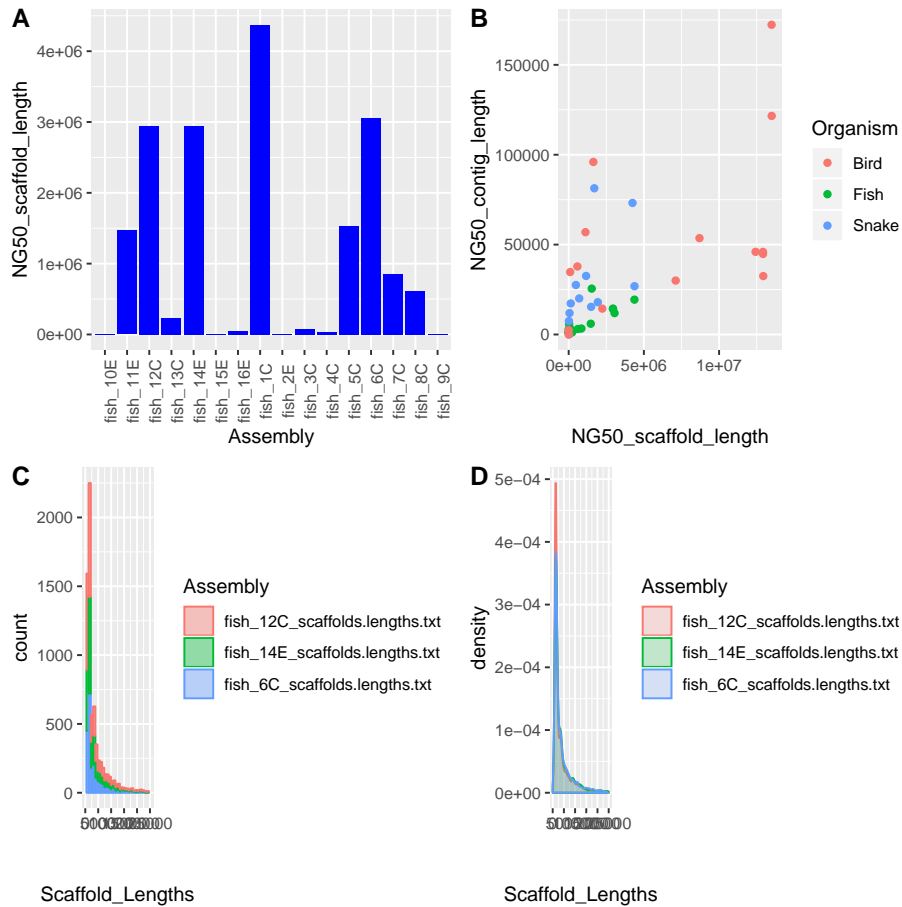 A
NG50_scaffold_length
4e+06
3e+06
2e+06
1e+06
0e+00
fish_10E
fish_11E
fish_12C
fish_13C
fish_14E
fish_15E
fish_16E
fish_1C
fish_2E
fish_3C
fish_4C
fish_5C
fish_6C
fish_7C
fish_8C
fish_9C
Assembly
B
NG50_contig_length
150000
100000
50000
0
0e+00
5e+06
1e+07
NG50_scaffold_length
Organism
Bird
Fish
Snake
C
count
2000
1500
1000
500
0
Scaffold_Lengths
Assembly
fish_12C_scaffolds.lengths.txt
fish_14E_scaffolds.lengths.txt
fish_6C_scaffolds.lengths.txt
D
density
5e−04
4e−04
3e−04
2e−04
1e−04
0e+00
Scaffold_Lengths
Assembly
fish_12C_scaffolds.lengths.txt
fish_14E_scaffolds.lengths.txt
fish_6C_scaffolds.lengths.txt